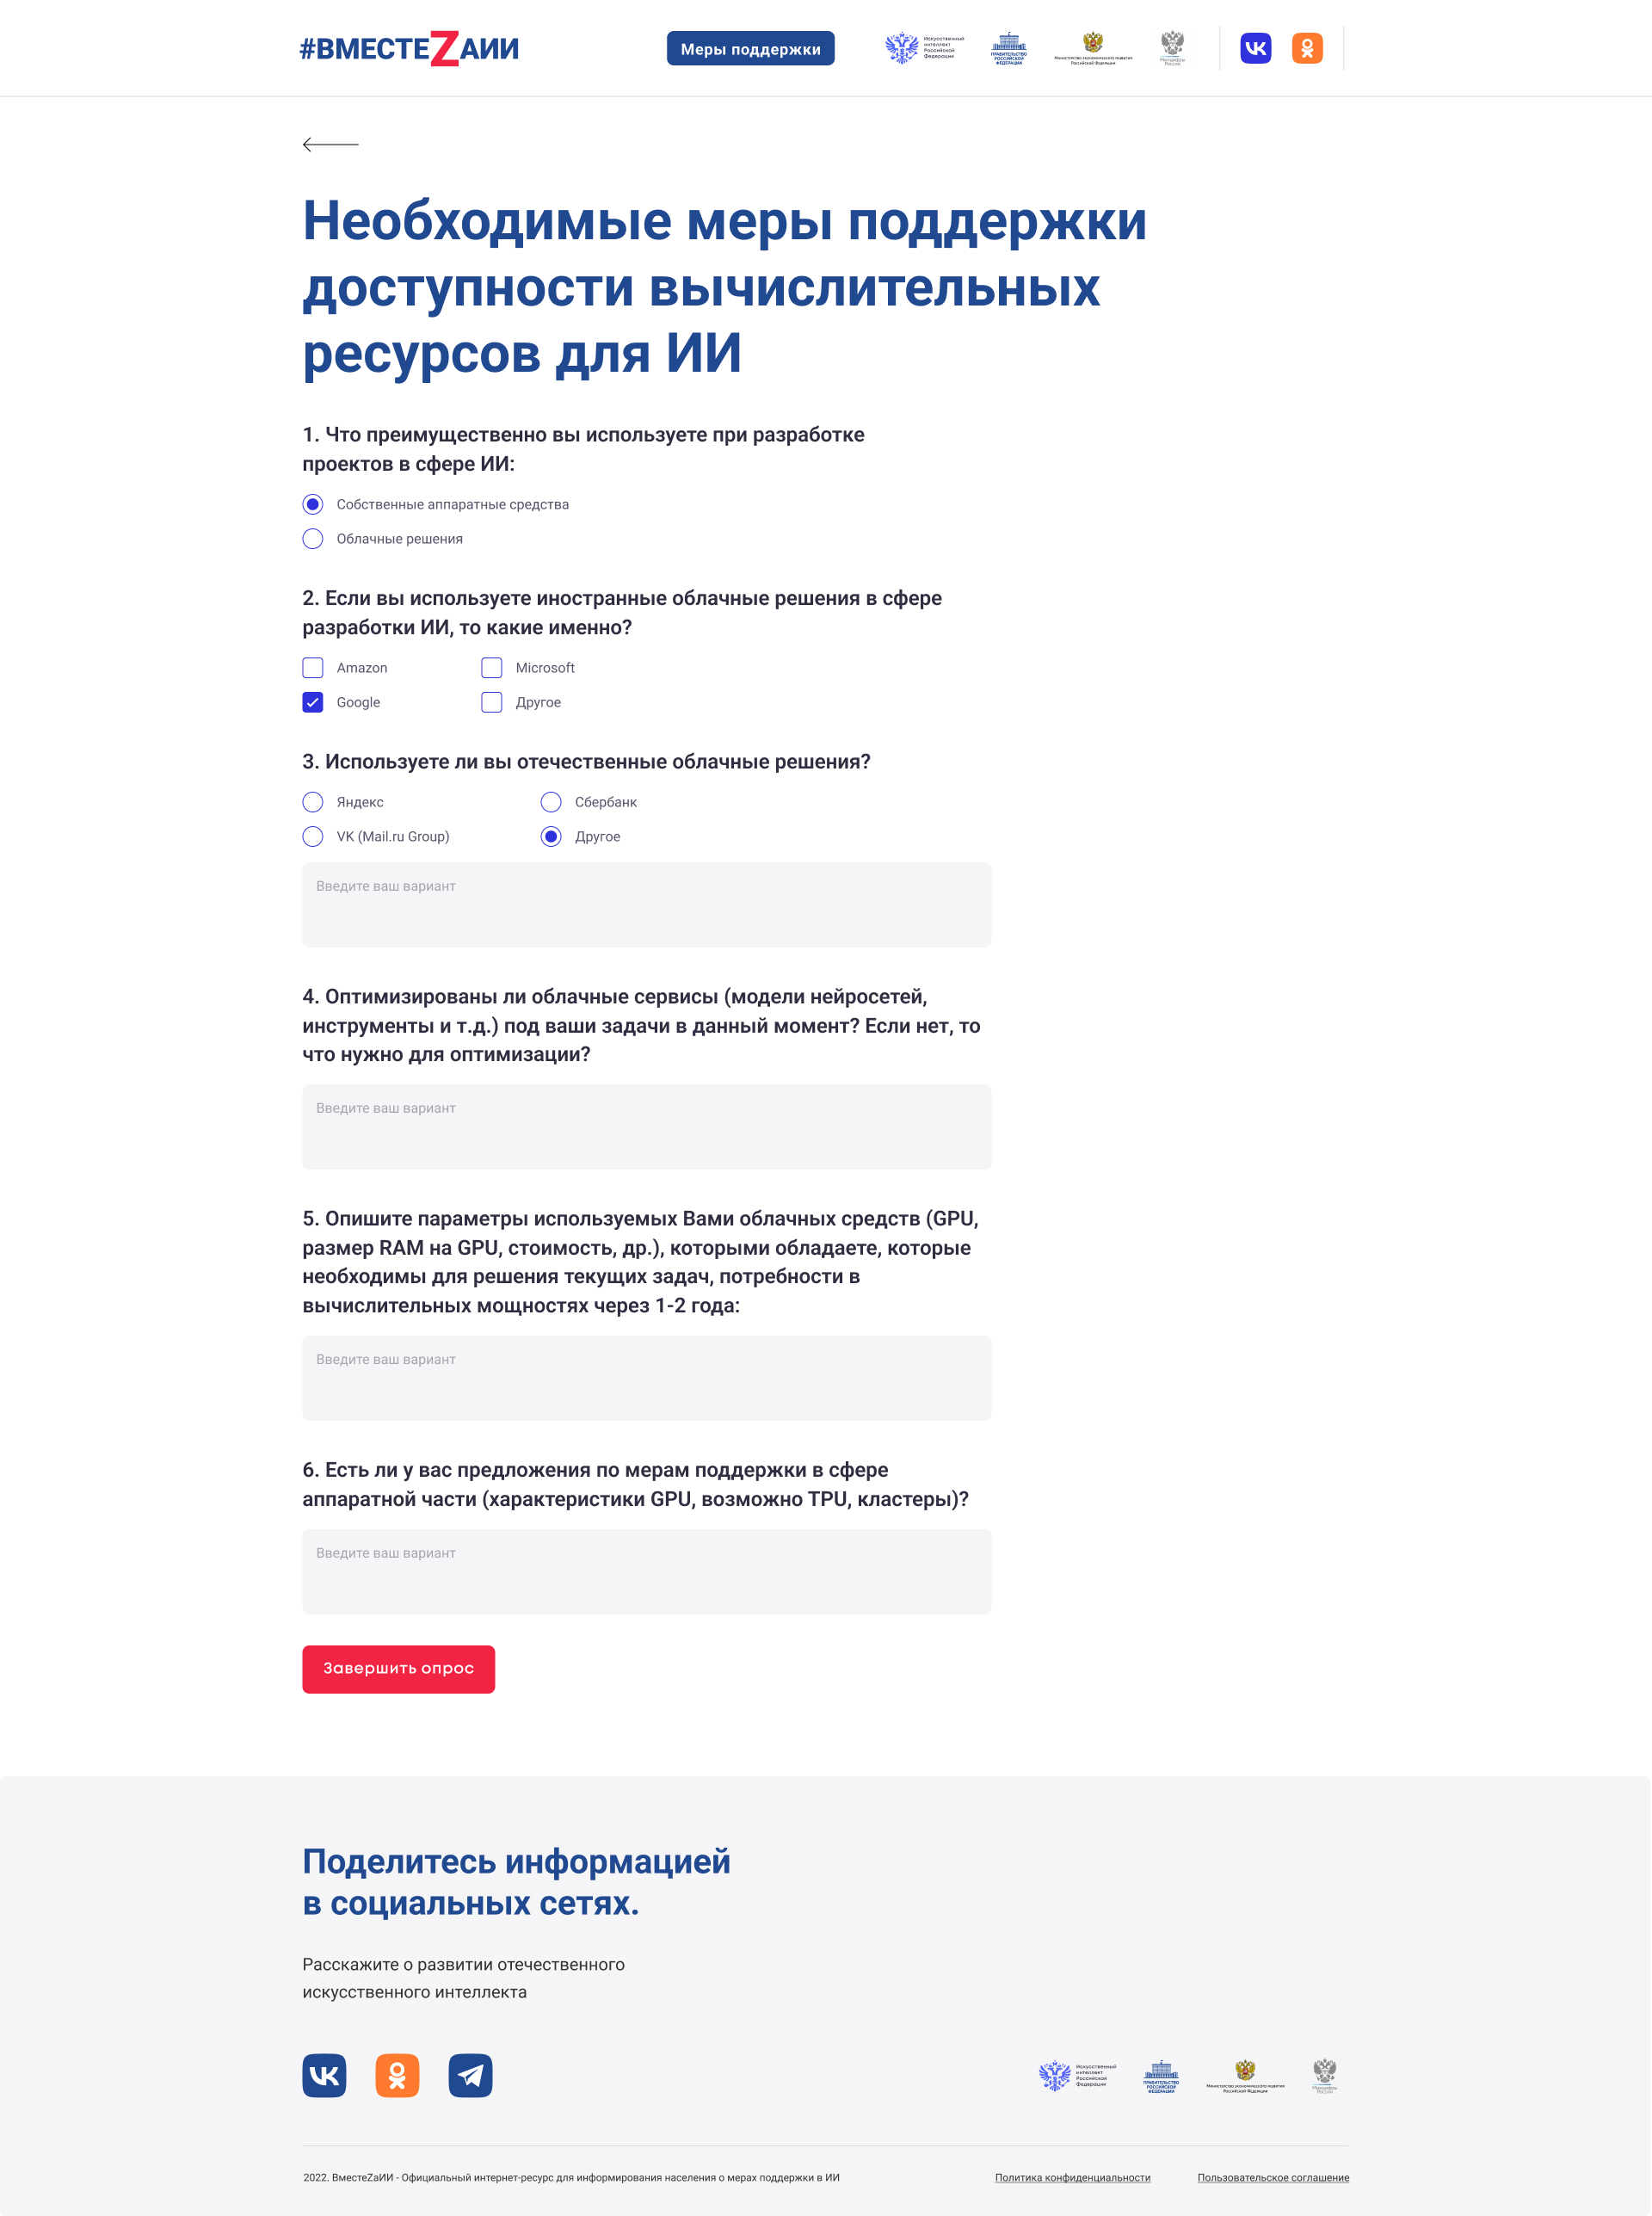 #ВМЕСТЕZАИИ
Меры поддержки
Искусственный
интеллект
Российской
Федерации
ПРАВИТЕЛЬСТВО
РОССИЙСКОЙ
ФЕДЕРАЦИИ
Министерство экономического развития
Российской Федерации
Минцифры
России
Необходимые меры поддержки
доступности вычислительных
ресурсов для ИИ
1. Что преимущественно вы используете при разработке
проектов в сфере ИИ:
Собственные аппаратные средства
Облачные решения
2. Если вы используете иностранные облачные решения в сфере
разработки ИИ, то какие именно?
Amazon
Microsoft
Google
Другое
3. Используете ли вы отечественные облачные решения?
Яндекс
Сбербанк
VK (Mail.ru Group)
Другое
Введите ваш вариант
4. Оптимизированы ли облачные сервисы (модели нейросетей,
инструменты и т.д.) под ваши задачи в данный момент? Если нет, то
что нужно для оптимизации?
Введите ваш вариант
5. Опишите параметры используемых Вами облачных средств (GPU,
размер RAM на GPU, стоимость, др.), которыми обладаете, которые
необходимы для решения текущих задач, потребности в
вычислительных мощностях через 1-2 года:
Введите ваш вариант
6. Есть ли у вас предложения по мерам поддержки в сфере
аппаратной части (характеристики GPU, возможно TPU, кластеры)?
Введите ваш вариант
Завершить опрос
Поделитесь информацией
в социальных сетях.
Расскажите о развитии отечественного
искусственного интеллекта
Искусственный
интеллект
Российской
Федерации
ПРАВИТЕЛЬСТВО
РОССИЙСКОЙ
ФЕДЕРАЦИИ
Министерство экономического развития
Российской Федерации
Минцифры
России
2022. ВместеZаИИ - Официальный интернет-ресурс для информирования населения о мерах поддержки в ИИ
Политика конфиденциальности
Пользовательское соглашение